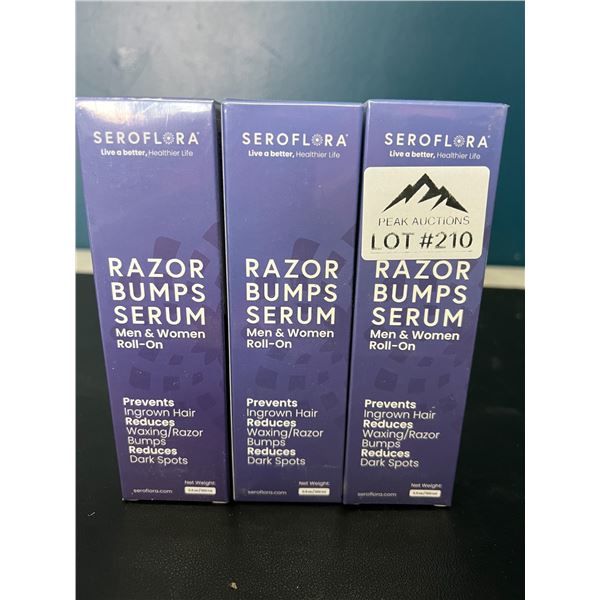 SEROFLORA®
Live a better, Healthier Life
RAZOR
BUMPS
SERUM
Men & Women
Roll-On
Prevents
Ingrown Hair
Reduces
Waxing/Razor
Bumps
Reduces
Dark Spots
Net Weight:
seroflora.com
SEROFLORA®
Live a better, Healthier Life
RAZOR
BUMPS
SERUM
Men & Women
Roll-On
Prevents
Ingrown Hair
Reduces
Waxing/Razor
Bumps
Reduces
Dark Spots
Net Weight:
seroflora.com
SEROFLORA®
Live a better, Healthier Life
PEAK AUCTIONS
LOT #210
RAZOR
BUMPS
SERUM
Men & Women
Roll-On
Prevents
Ingrown Hair
Reduces
Waxing/Razor
Bumps
Reduces
Dark Spots
Net Weight:
seroflora.com